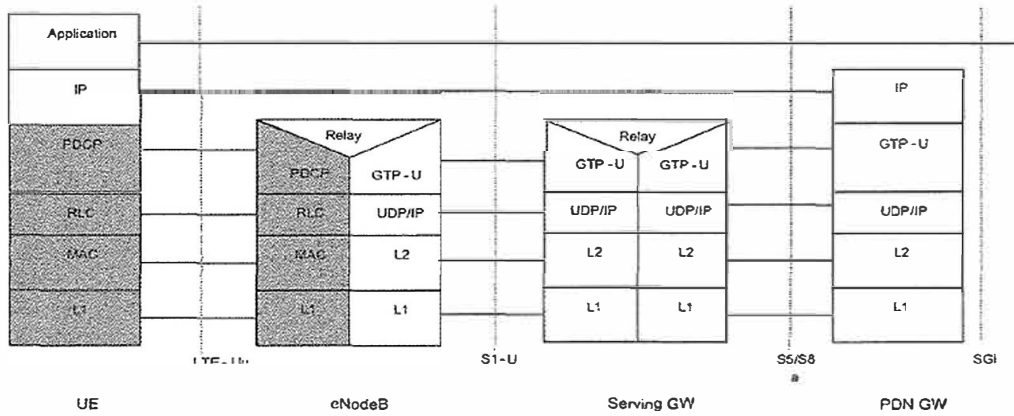 Application
IP
IP
Relay
Relay
PDCP
GTP-U
PDCP
GTP-U
GTP-U
GTP-U
RLC
RLC
UDP/IP
UDP/IP
UDP/IP
UDP/IP
MAC
MAC
L2
L2
L2
L2
L1
L1
L1
L1
L1
L1
LTE-Uu
S1-U
S5/S8
a
SGi
UE
eNodeB
Serving GW
PDN GW